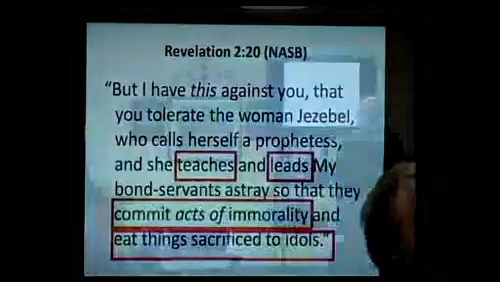 Revelation 2:20 (NASB)
“But I have this against you, that
you tolerate the woman Jezebel,
who calls herself a prophetess,
and she teaches and leads My
bond-servants astray so that they
commit acts of immorality and
eat things sacrificed to idols.”